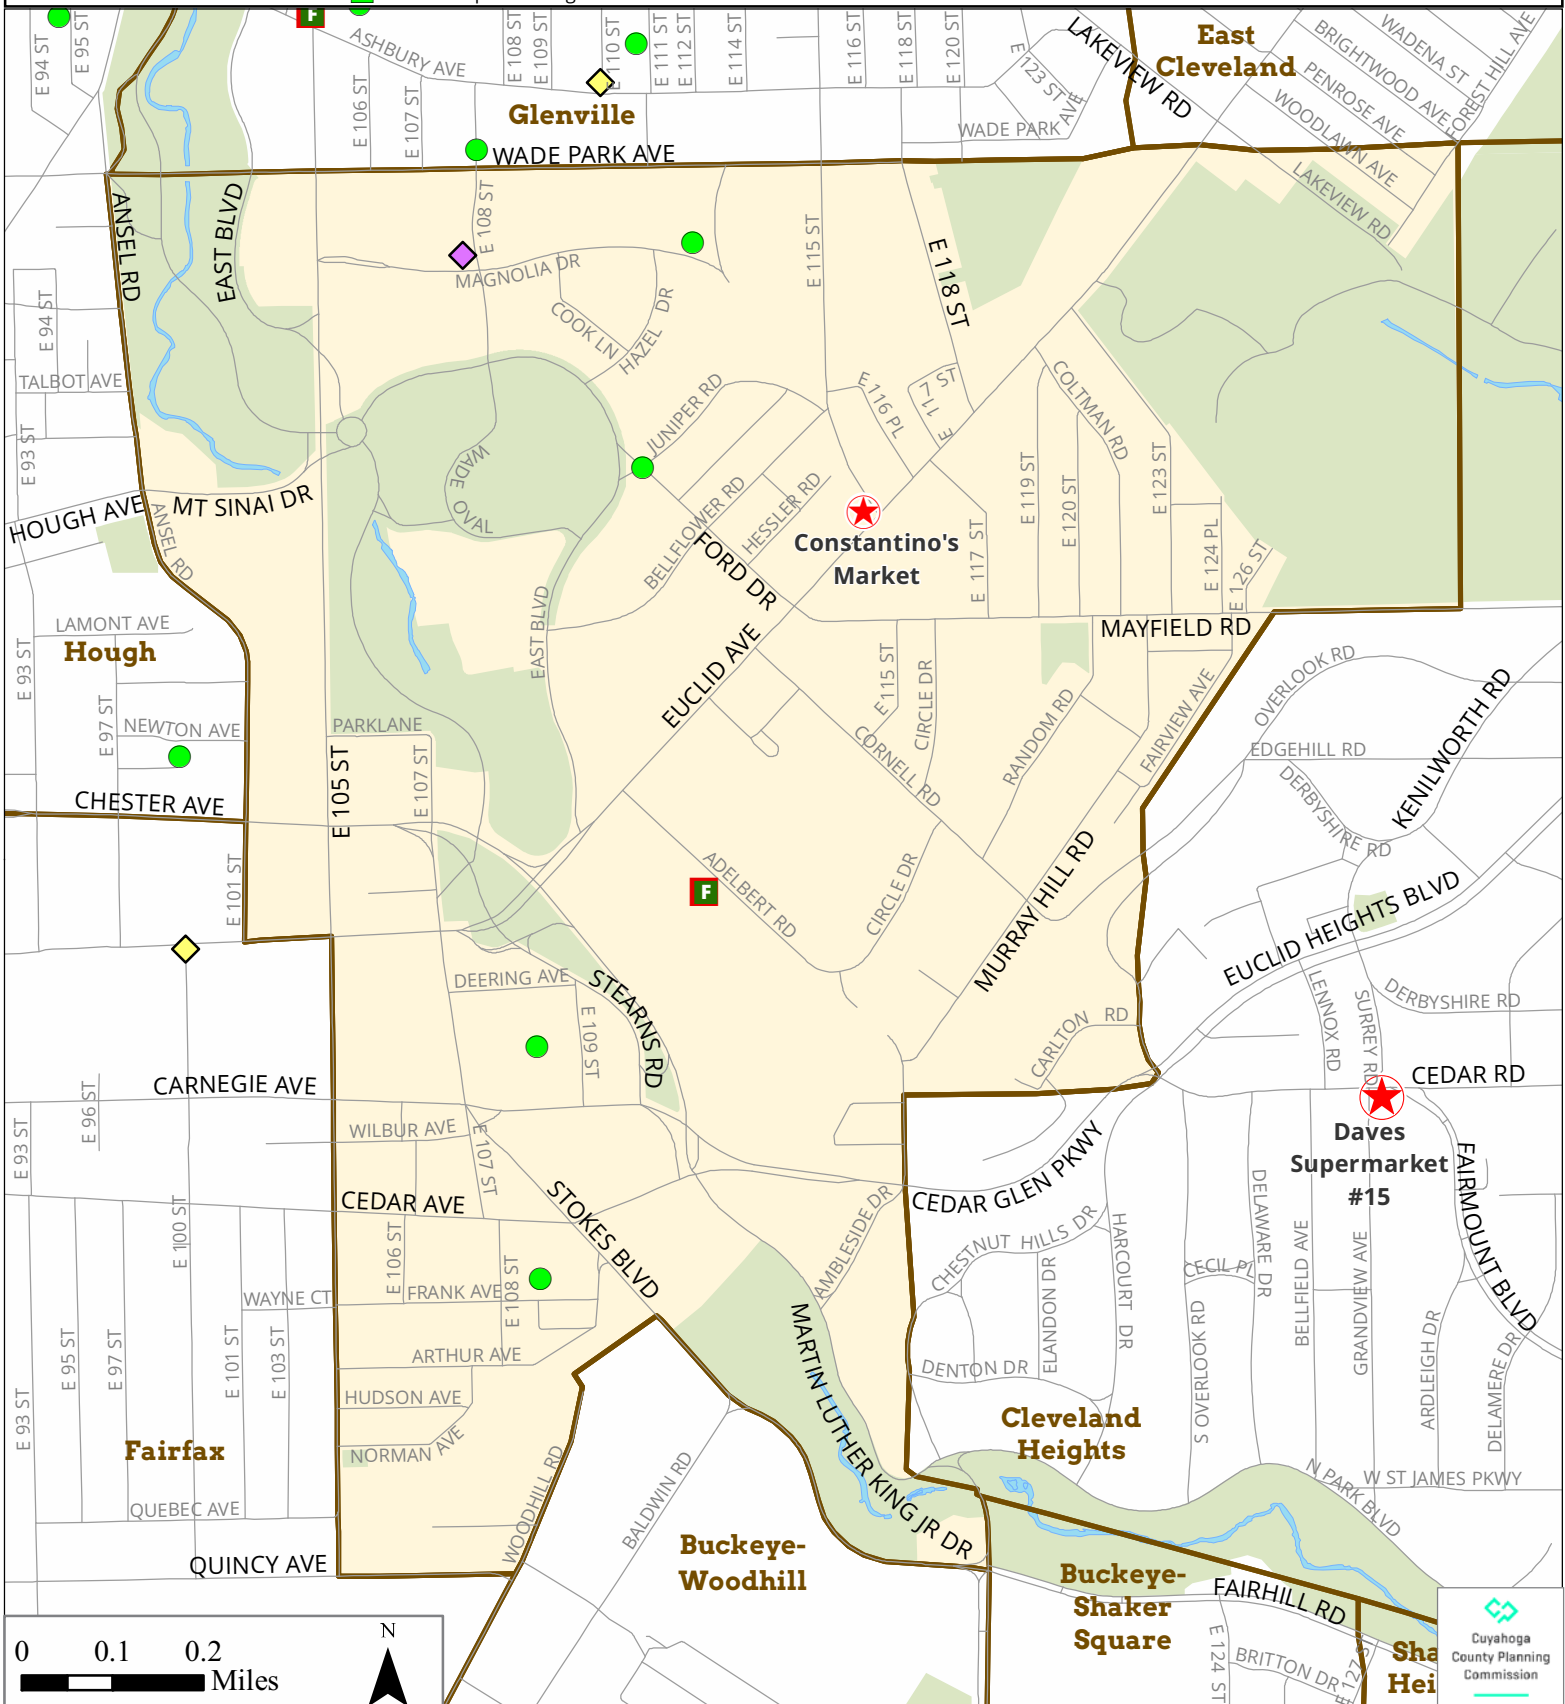 E 94 ST
E 95 ST
F
ASHBURY AVE
E 106 ST
E 107 ST
E 108 ST
E 109 ST
E 110 ST
E 111 ST
E 112 ST
E 114 ST
E 116 ST
E 118 ST
E 120 ST
E 123 ST
LAKEVIEW RD
East
Cleveland
BRIGHTWOOD AVE
WADENA ST
PENROSE AVE
WOODLAWN AVE
FOREST HILL AVE
LAKEVIEW RD
Glenville
WADE PARK AVE
WADE PARK AVE
ANSEL RD
EAST BLVD
E 108 ST
MAGNOLIA DR
COOK LN
HAZEL DR
E 115 ST
E 118 ST
E 94 ST
TALBOT AVE
E 93 ST
JUNIPER RD
E 116 PL
E 117 ST
COLTMAN RD
WADE OVAL
HOUGH AVE
MT SINAI DR
ANSEL RD
BELLFLOWER RD
HESSLER RD
FORD DR
Constantino's
Market
E 117 ST
E 119 ST
E 120 ST
E 123 ST
E 124 PL
E 126 ST
LAMONT AVE
Hough
E 93 ST
EAST BLVD
EUCLID AVE
MAYFIELD RD
E 115 ST
CIRCLE DR
E 97 ST
NEWTON AVE
PARKLANE
E 105 ST
E 107 ST
CORNELL RD
RANDOM RD
FAIRVIEW AVE
OVERLOOK RD
EDGEHILL RD
KENILWORTH RD
DERBYSHIRE RD
CHESTER AVE
E 101 ST
F
ADELBERT RD
CIRCLE DR
MURRAY HILL RD
EUCLID HEIGHTS BLVD
DEERING AVE
STEARNS RD
E 109 ST
CARLTON RD
LENNOX RD
SURREY RD
DERBYSHIRE RD
CARNEGIE AVE
CEDAR RD
E 96 ST
E 93 ST
WILBUR AVE
E 107 ST
Daves
Supermarket
#15
CEDAR AVE
STOKES BLVD
CEDAR GLEN PKWY
FAIRMOUNT BLVD
AMBLESIDE DR
CHESTNUT HILLS DR
HARCOURT DR
DELAWARE DR
CECIL PL
E 100 ST
E 106 ST
E 108 ST
FRANK AVE
WAYNE CT
ELANDON DR
S OVERLOOK RD
BELLFIELD AVE
GRANDVIEW AVE
ARDLEIGH DR
DELAMERE DR
E 93 ST
E 95 ST
E 97 ST
E 101 ST
E 103 ST
ARTHUR AVE
HUDSON AVE
NORMAN AVE
MARTIN LUTHER KING JR DR
DENTON DR
Cleveland
Heights
Fairfax
QUEBEC AVE
WOODHILL RD
BALDWIN RD
N PARK BLVD
W ST JAMES PKWY
QUINCY AVE
Buckeye-
Woodhill
Buckeye-
Shaker
Square
FAIRHILL RD
E 124 ST
BRITTON DR
E 127 S
Sha
Hei
0 0.1 0.2
Miles
N
Cuyahoga
County Planning
Commission